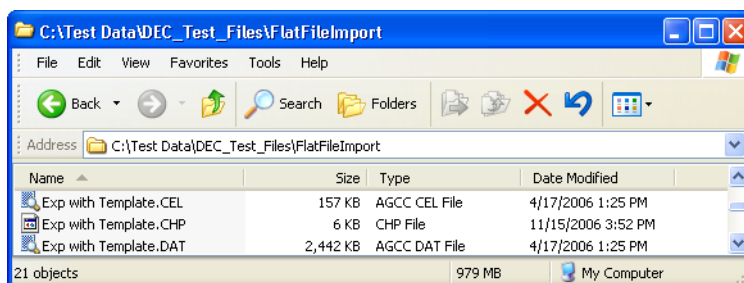 C:\Test Data\DEC_Test_Files\FlatFileImport
File Edit View Favorites Tools Help
Back Search Folders
Address C:\Test Data\DEC_Test_Files\FlatFileImport
Name Size Type Date Modified
Exp with Template.CEL 157 KB AGCC CEL File 4/17/2006 1:25 PM
Exp with Template.CHP 6 KB CHP File 11/15/2006 3:52 PM
Exp with Template.DAT 2,442 KB AGCC DAT File 4/17/2006 1:25 PM
21 objects 979 MB My Computer